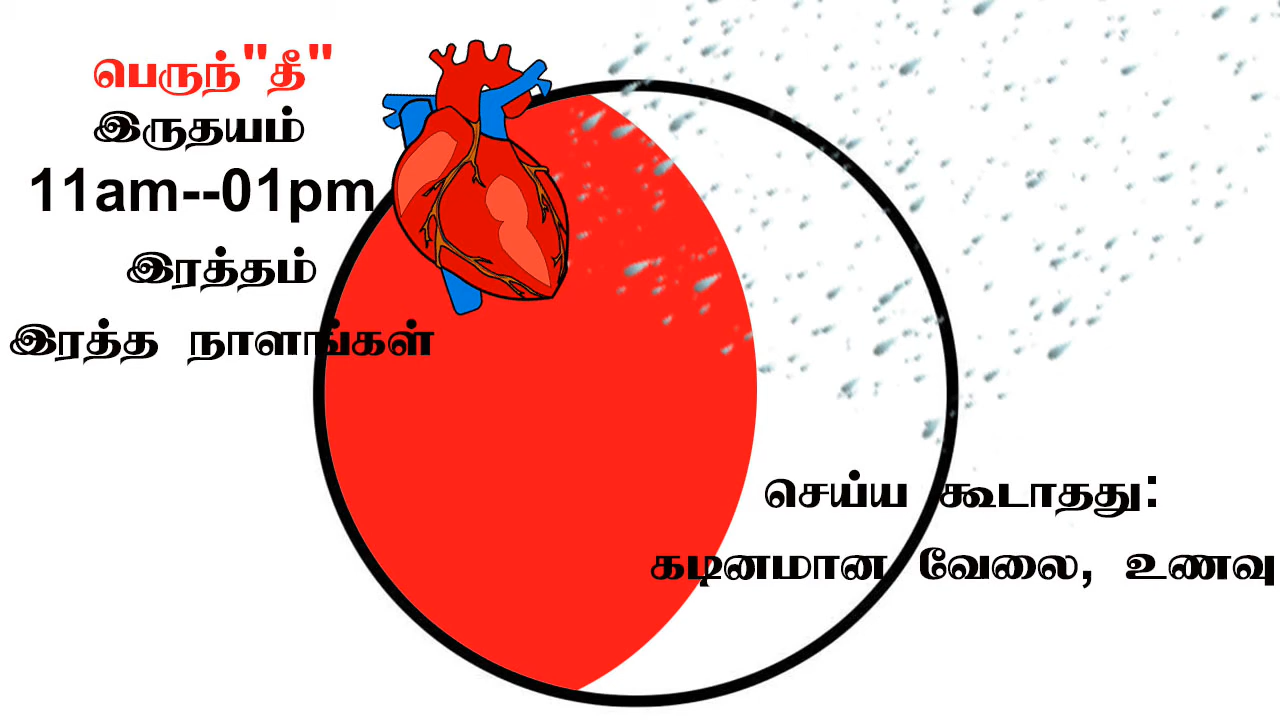 பெருந்"தீ"
இருதயம்
11am--01pm
இரத்தம்
இரத்த நாளங்கள்
செய்ய கூடாதது:
கடினமான வேலை, உணவு